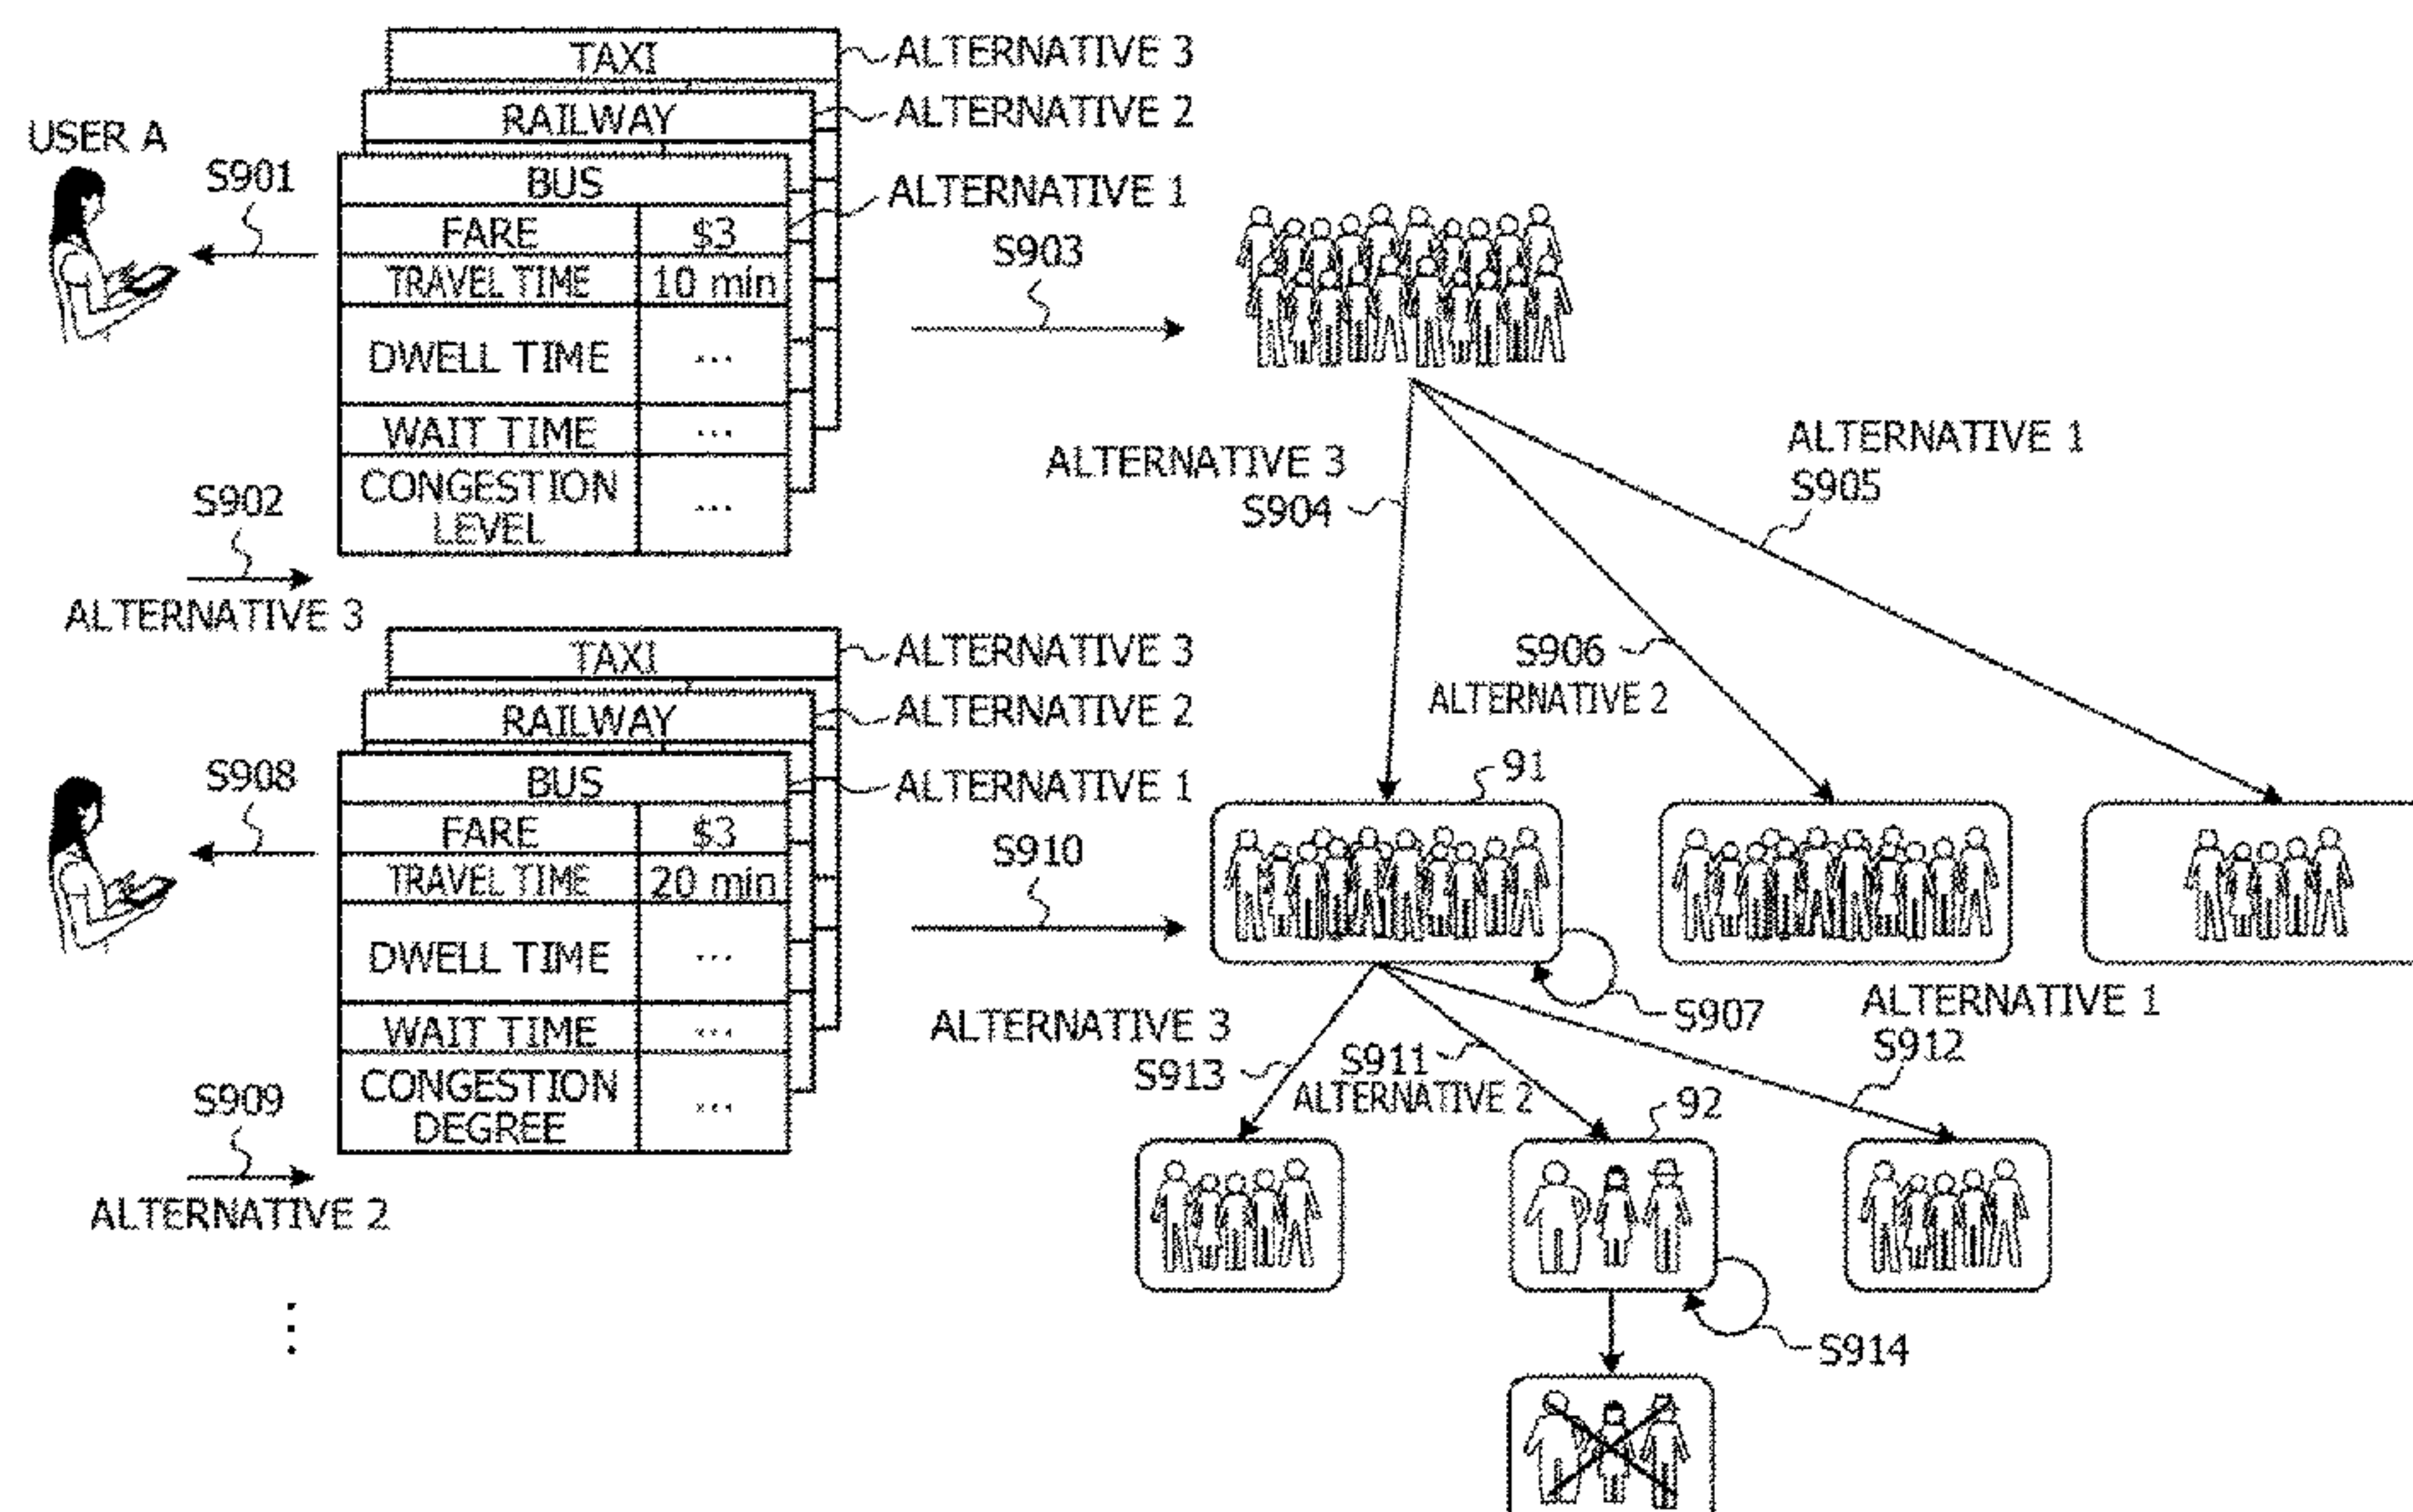 TAXI
ALTERNATIVE 3
RAILWAY
ALTERNATIVE 2
USER A
BUS
ALTERNATIVE 1
S901
FARE
$3
TRAVEL TIME
10 min
DWELL TIME
...
WAIT TIME
...
CONGESTION
LEVEL
...
S902
ALTERNATIVE 3
S903
ALTERNATIVE 3
S904
ALTERNATIVE 1
S905
S906
ALTERNATIVE 2
TAXI
ALTERNATIVE 3
RAILWAY
ALTERNATIVE 2
BUS
ALTERNATIVE 1
S908
FARE
$3
TRAVEL TIME
20 min
DWELL TIME
...
WAIT TIME
...
CONGESTION
DEGREE
...
S909
ALTERNATIVE 2
S910
91
S907
ALTERNATIVE 3
S913
S911
ALTERNATIVE 2
ALTERNATIVE 1
S912
92
S914